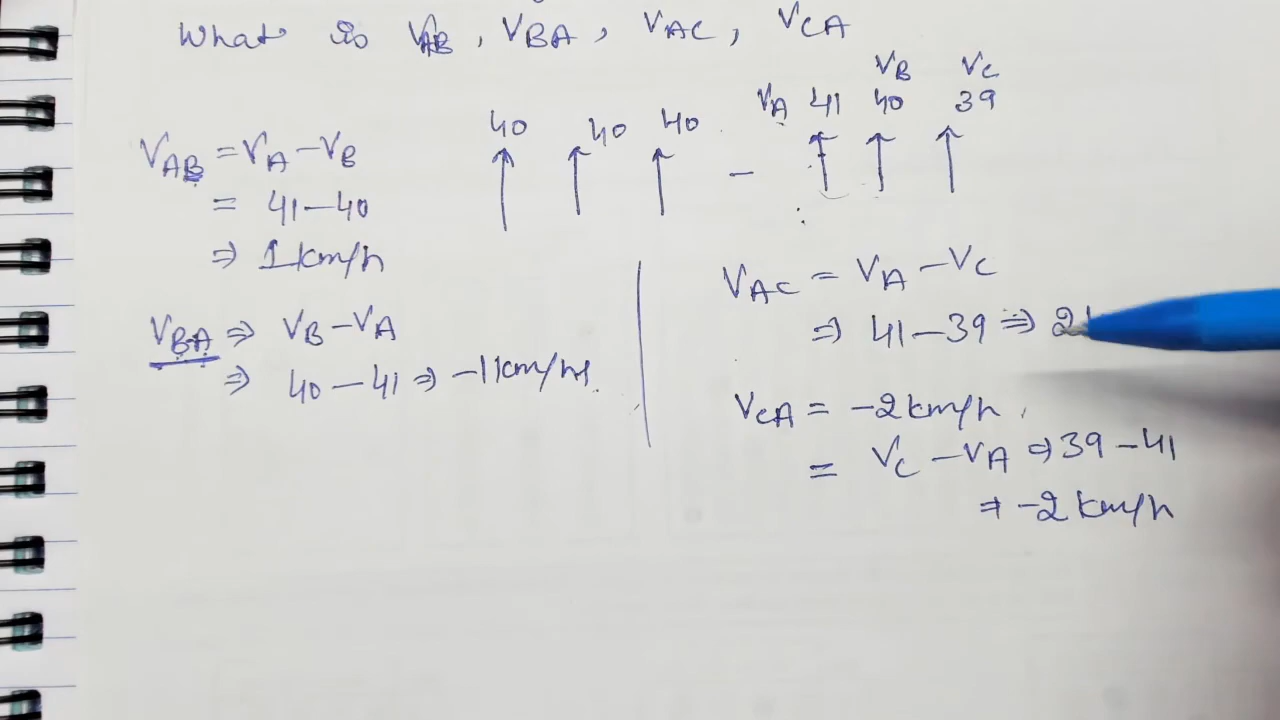 What is VAB, VBA, VAC, VCA
VB VC
VA 41 40 39
40 40 40 -
VAB = VA - VB
= 41 - 40
⇒ 1 km/h
VBA ⇒ VB - VA
⇒ 40 - 41 ⇒ -1 km/h
VAC = VA - VC
⇒ 41 - 39 ⇒ 2
VCA = -2 km/h
= VC - VA ⇒ 39 - 41
⇒ -2 km/h